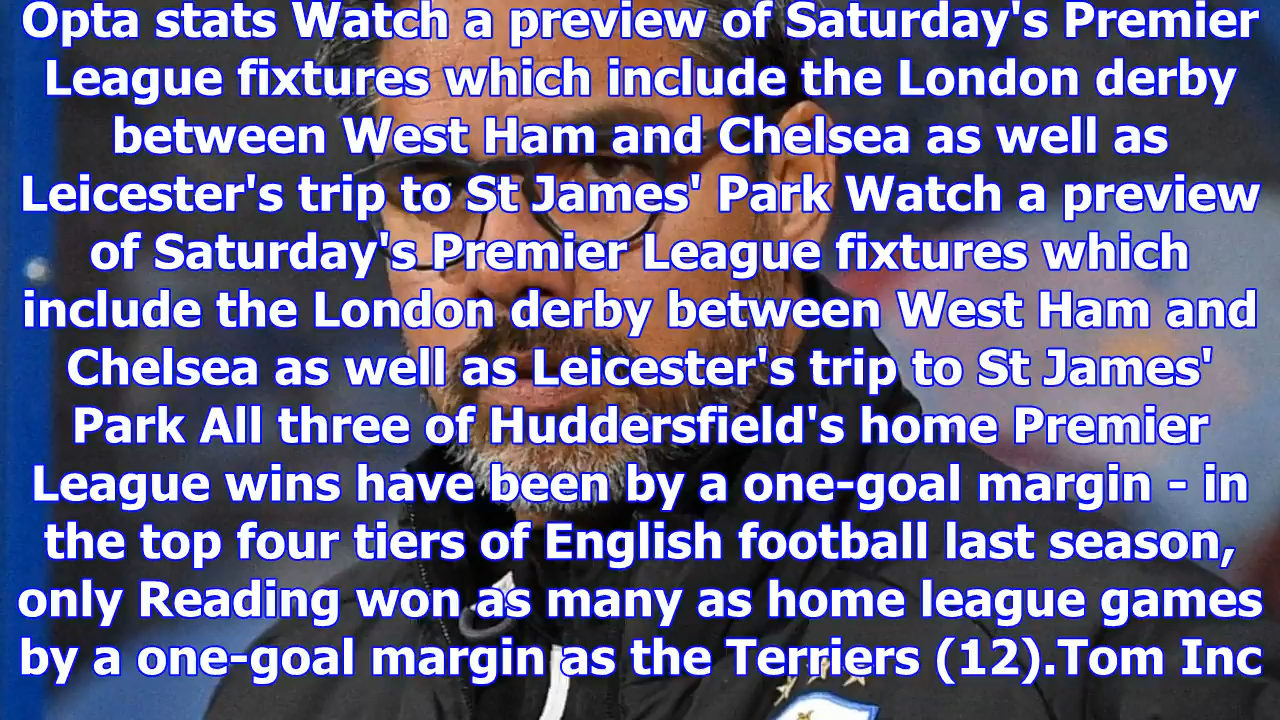 Opta stats Watch a preview of Saturday's Premier
League fixtures which include the London derby
between West Ham and Chelsea as well as
Leicester's trip to St James' Park Watch a preview
of Saturday's Premier League fixtures which
include the London derby between West Ham and
Chelsea as well as Leicester's trip to St James'
Park All three of Huddersfield's home Premier
League wins have been by a one-goal margin - in
the top four tiers of English football last season,
only Reading won as many as home league games
by a one-goal margin as the Terriers (12).Tom Inc